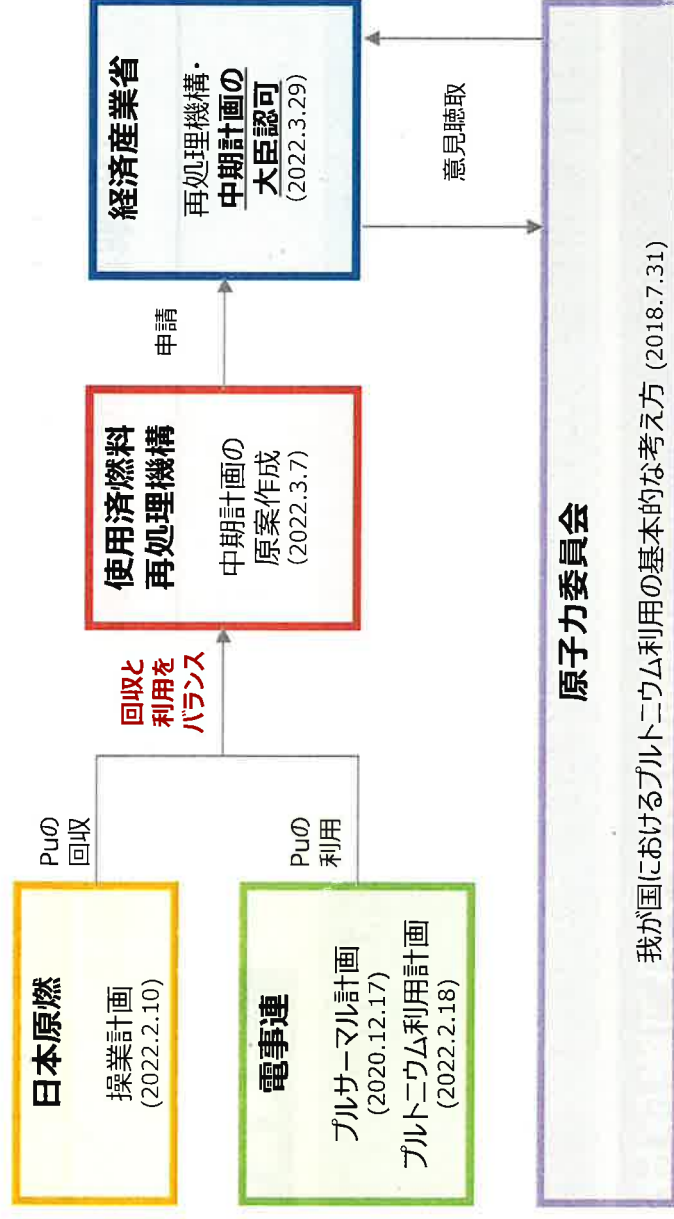 日本原燃
操業計画
(2022.2.10)
電事連
プルサーマル計画
(2020.12.17)
プルトニウム利用計画
(2022.2.18)
Puの
回収
Puの
利用
回収と
利用を
バランス
使用済燃料
再処理機構
中期計画の
原案作成
(2022.3.7)
申請
経済産業省
再処理機構・
中期計画の
大臣認可
(2022.3.29)
意見聴取
原子力委員会
我が国におけるプルトニウム利用の基本的な考え方 (2018.7.31)